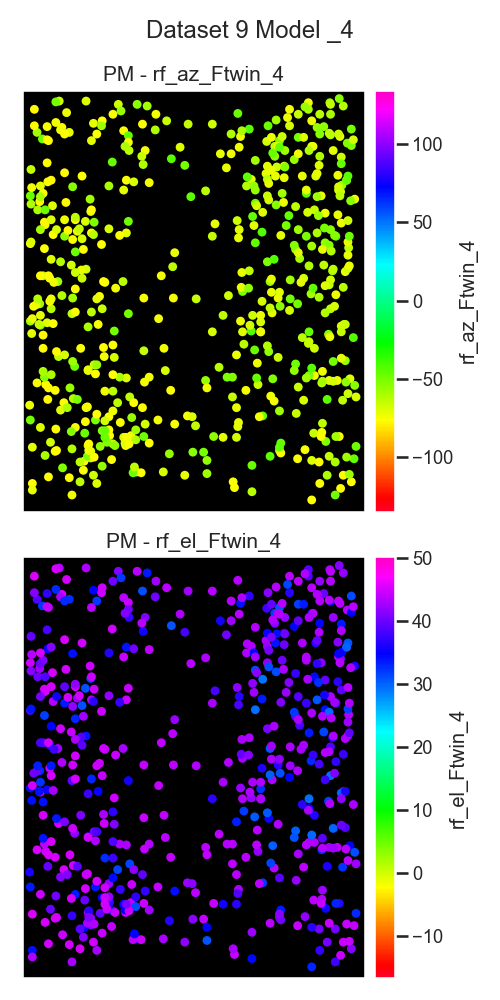 Dataset 9 Model _4
PM - rf_az_Ftwin_4
100
50
0
−50
−100
rf_az_Ftwin_4
PM - rf_el_Ftwin_4
50
40
30
20
10
0
−10
rf_el_Ftwin_4